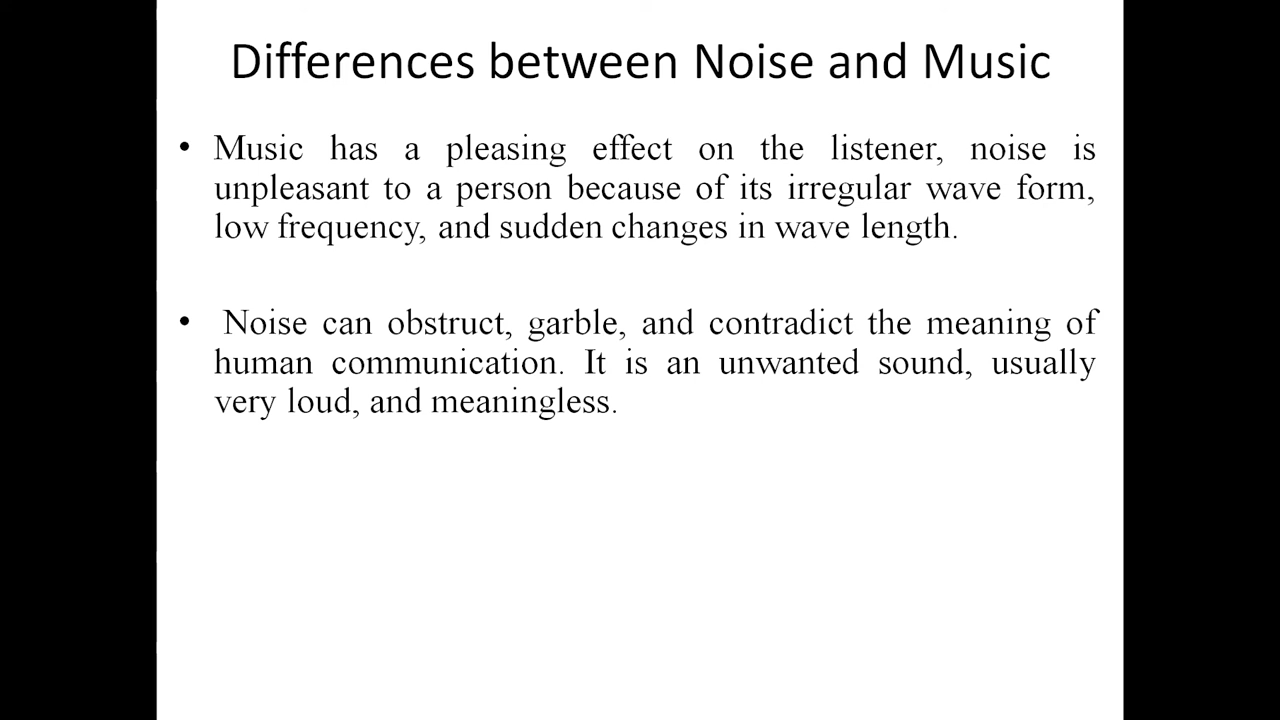 Differences between Noise and Music
• Music has a pleasing effect on the listener, noise is
unpleasant to a person because of its irregular wave form,
low frequency, and sudden changes in wave length.
• Noise can obstruct, garble, and contradict the meaning of
human communication. It is an unwanted sound, usually
very loud, and meaningless.